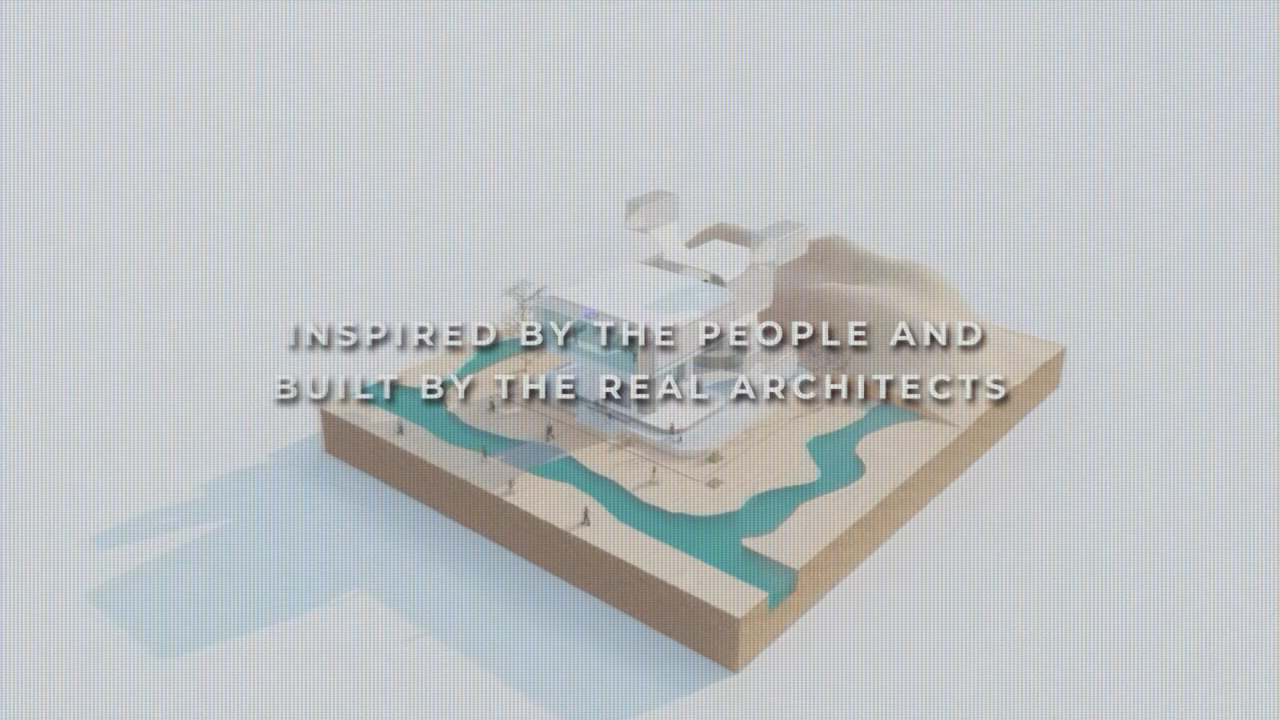 INSPIRED BY THE PEOPLE AND
BUILT BY THE REAL ARCHITECTS